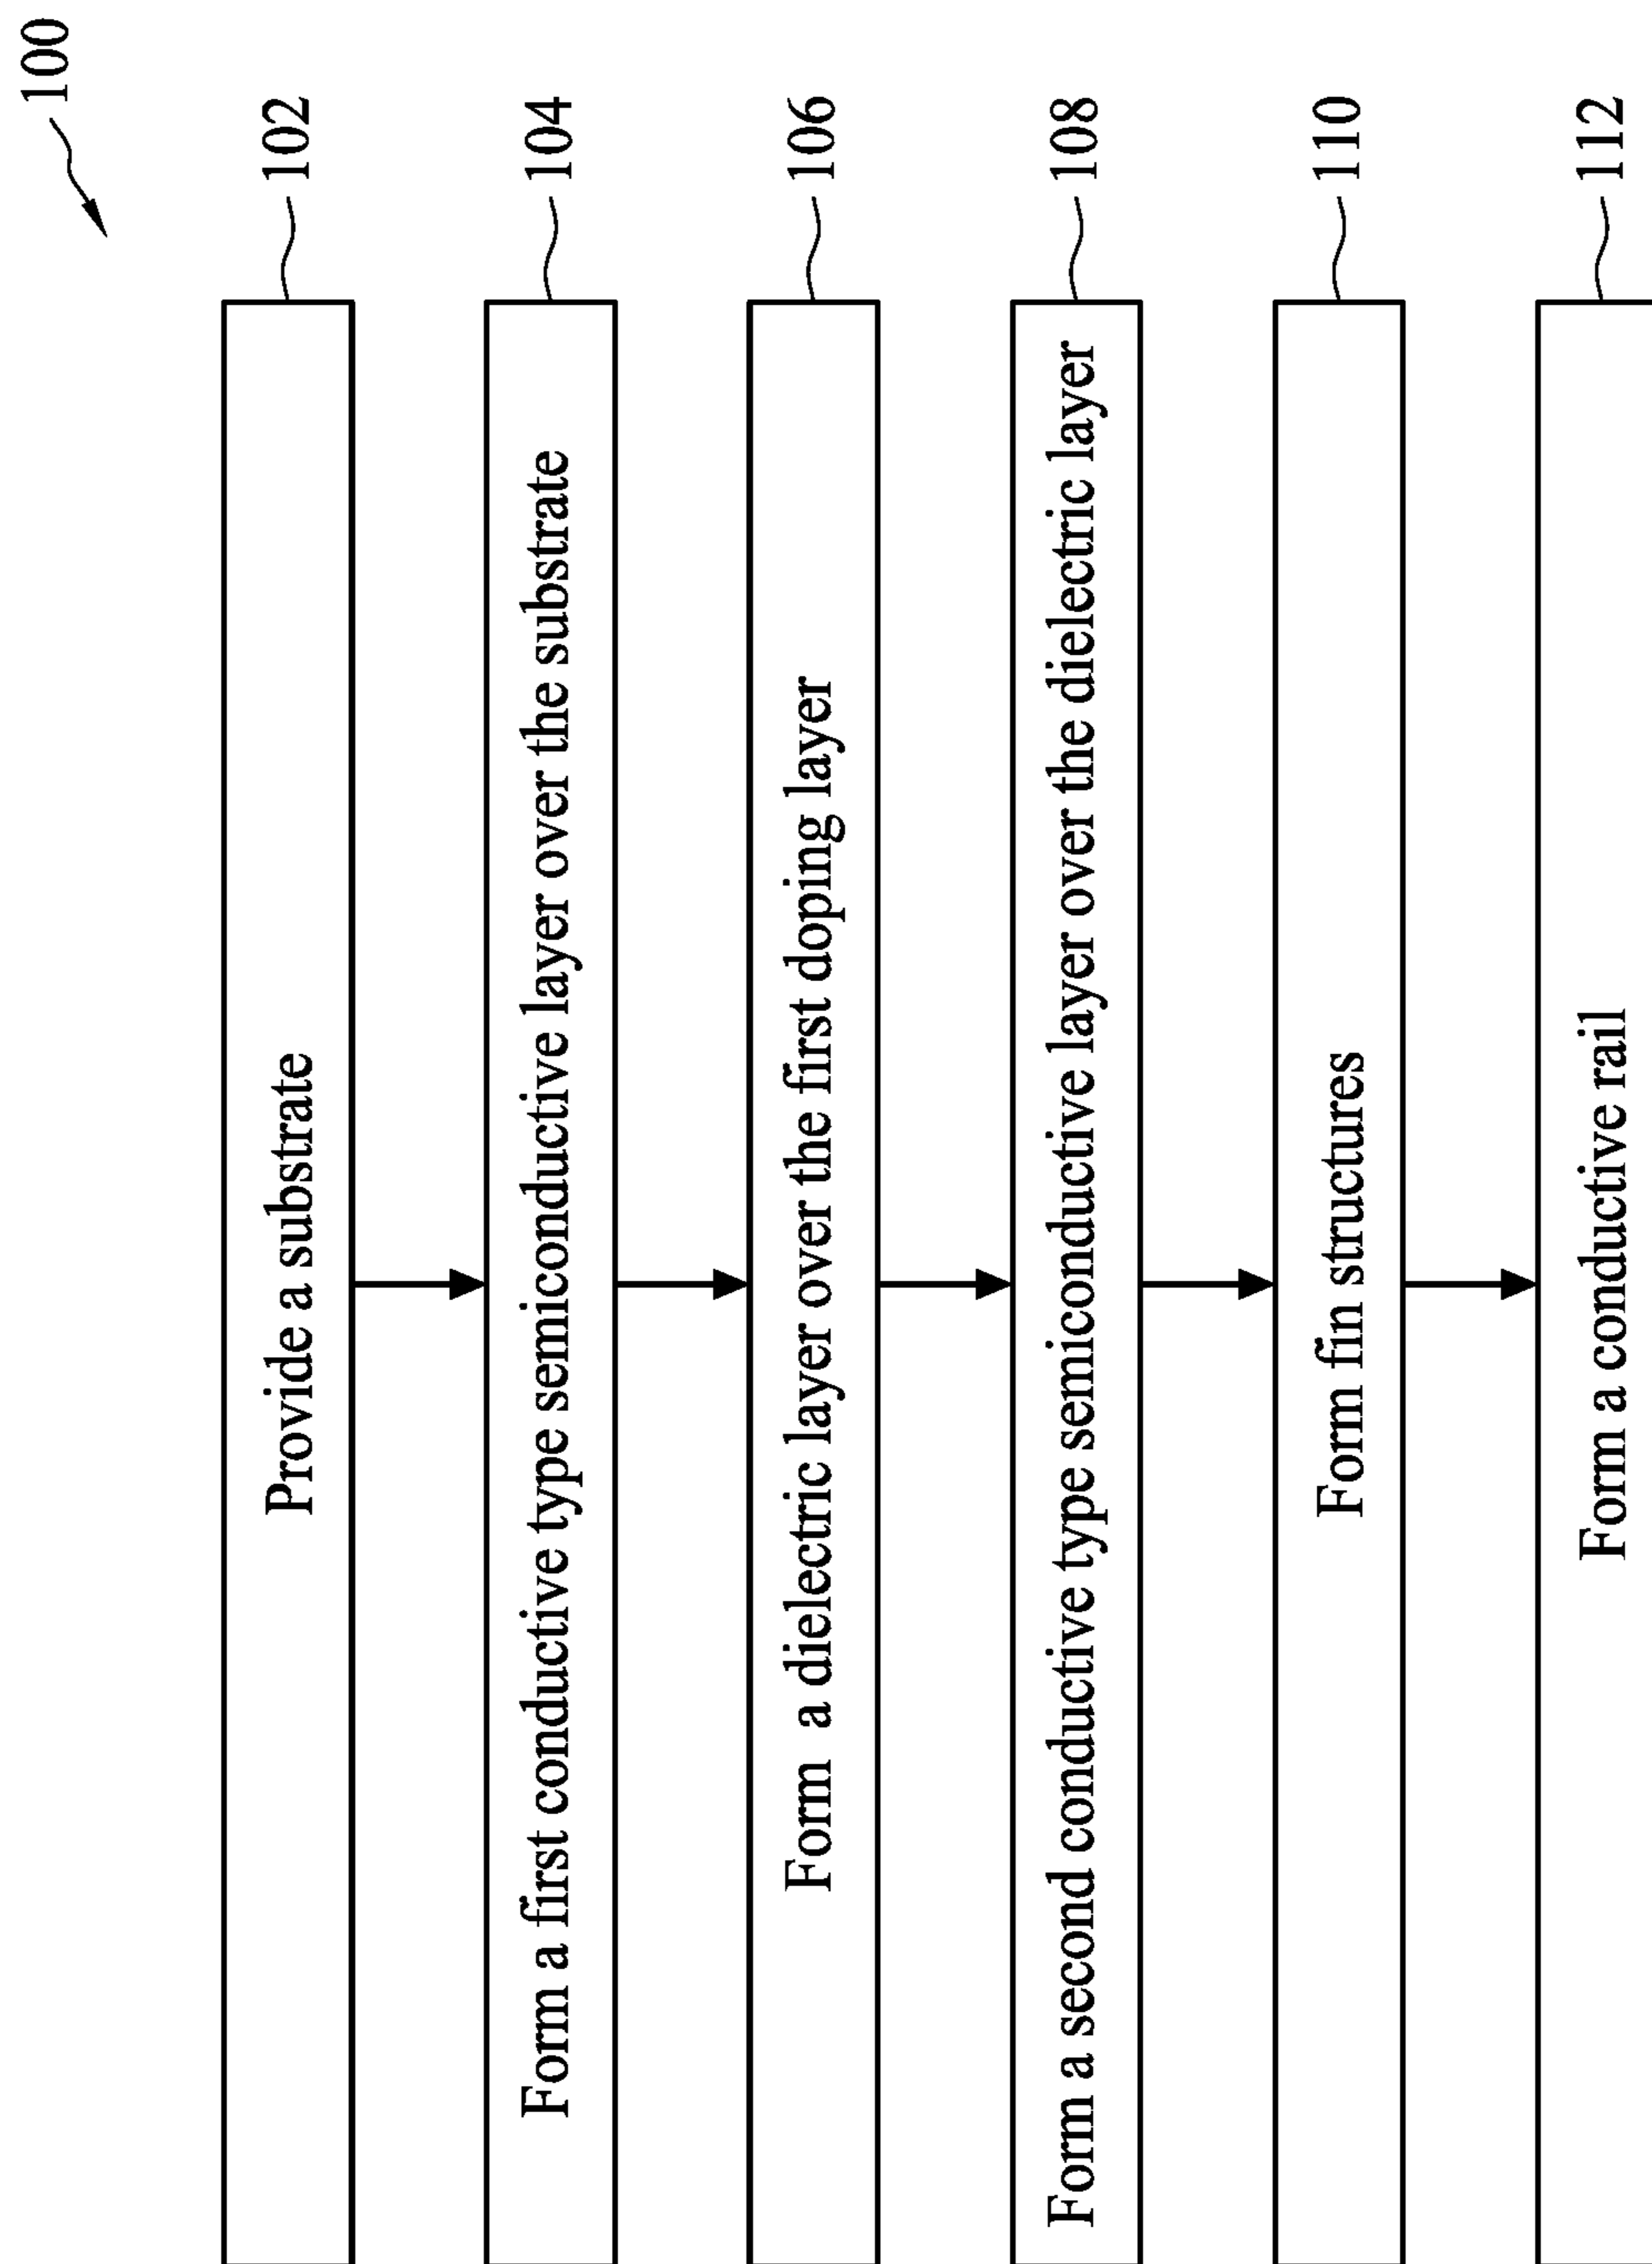 100
Provide a substrate
102
Form a first conductive type semiconductive layer over the substrate
104
Form a dielectric layer over the first doping layer
106
Form a second conductive type semiconductive layer over the dielectric layer
108
Form fin structures
110
Form a conductive rail
112